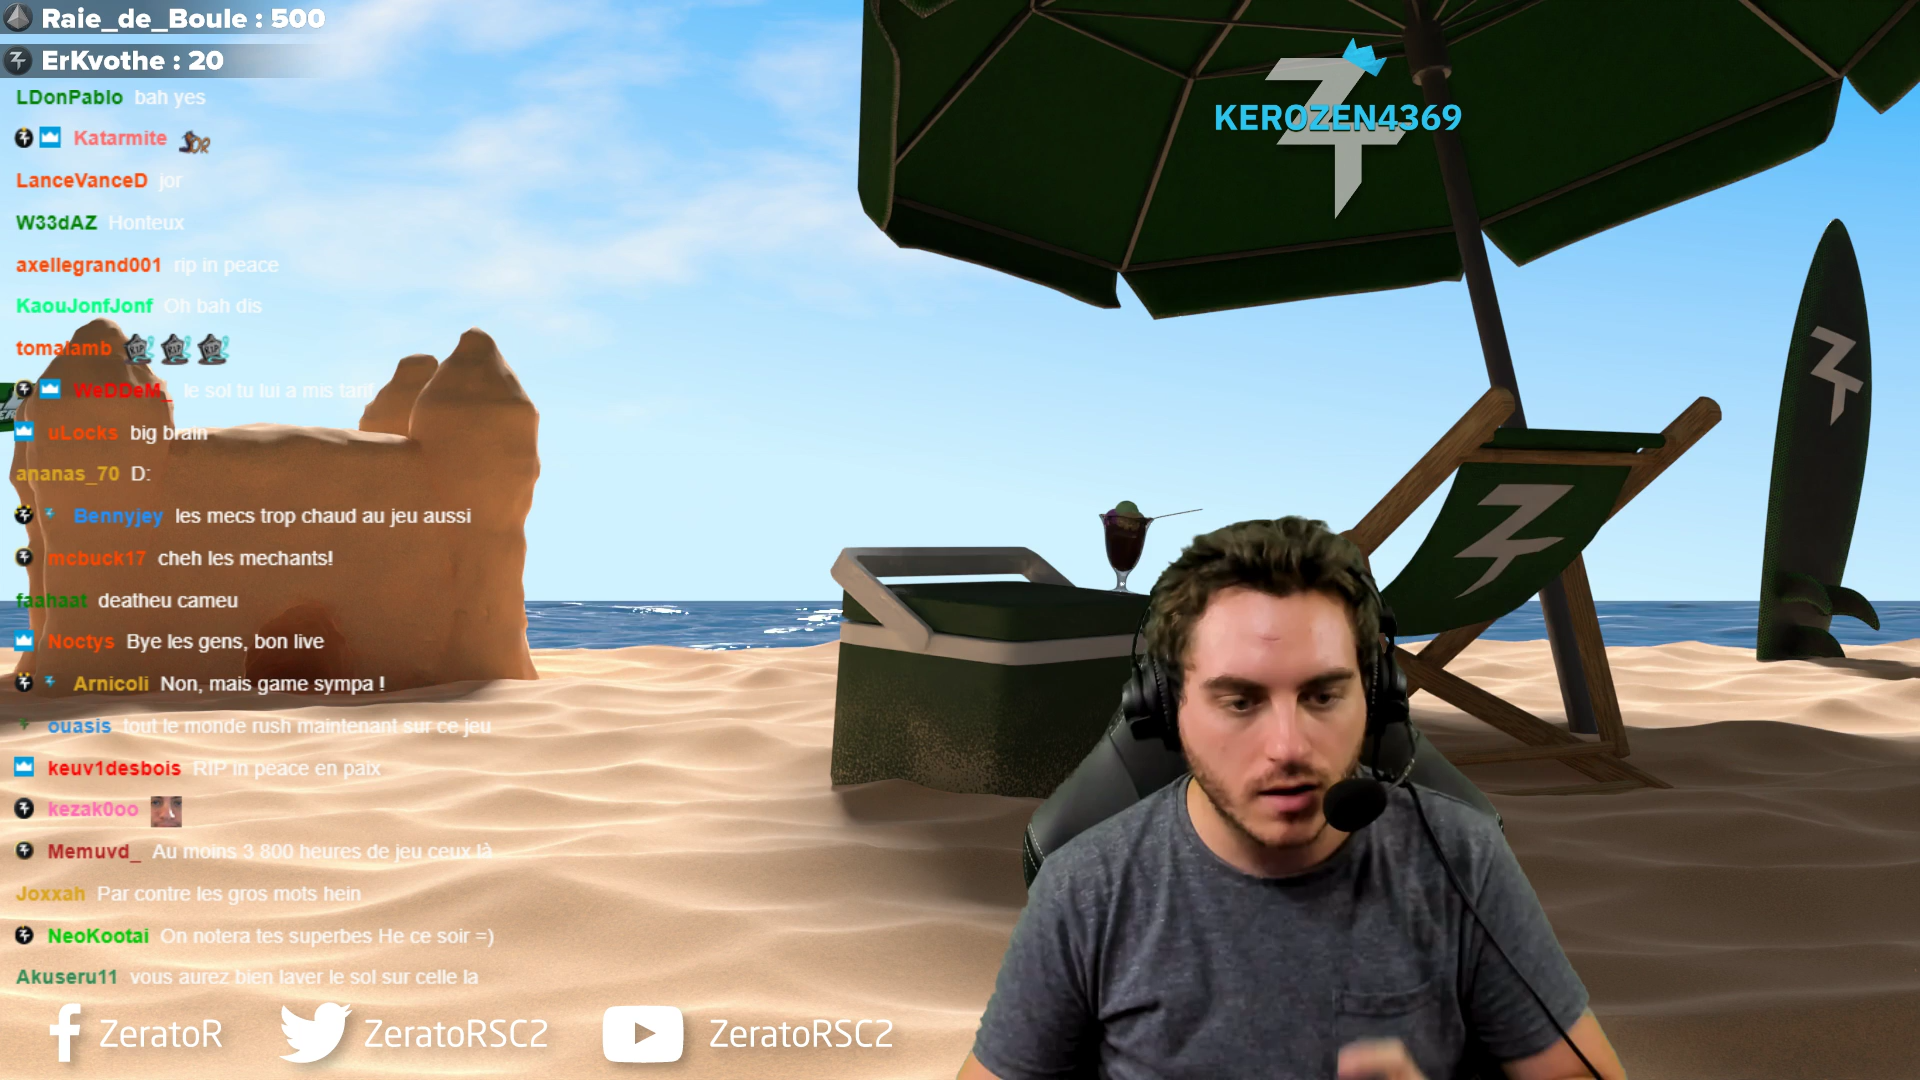 Raie_de_Boule : 500
ErKvothe : 20
LDonPablo bah yes
Katarmite
LanceVanceD jor
W33dAZ Honteux
axellegrand001 rip in peace
KaouJonfJonf Oh bah dis
tomalamb
WeDDeM_ le sol tu lui a mis tarif
uLocks big brain
ananas_70 D:
Bennyjey les mecs trop chaud au jeu aussi
mcbuck17 cheh les mechants!
faahaat deatheu cameu
Noctys Bye les gens, bon live
Arnicoli Non, mais game sympa !
ouasis tout le monde rush maintenant sur ce jeu
keuv1desbois RIP in peace en paix
kezak0oo
Memuvd_ Au moins 3 800 heures de jeu ceux là
Joxxah Par contre les gros mots hein
NeoKootai On notera tes superbes He ce soir =)
Akuseru11 vous aurez bien laver le sol sur celle la
KEROZEN4369
ZeratoR
ZeratoRSC2
ZeratoRSC2